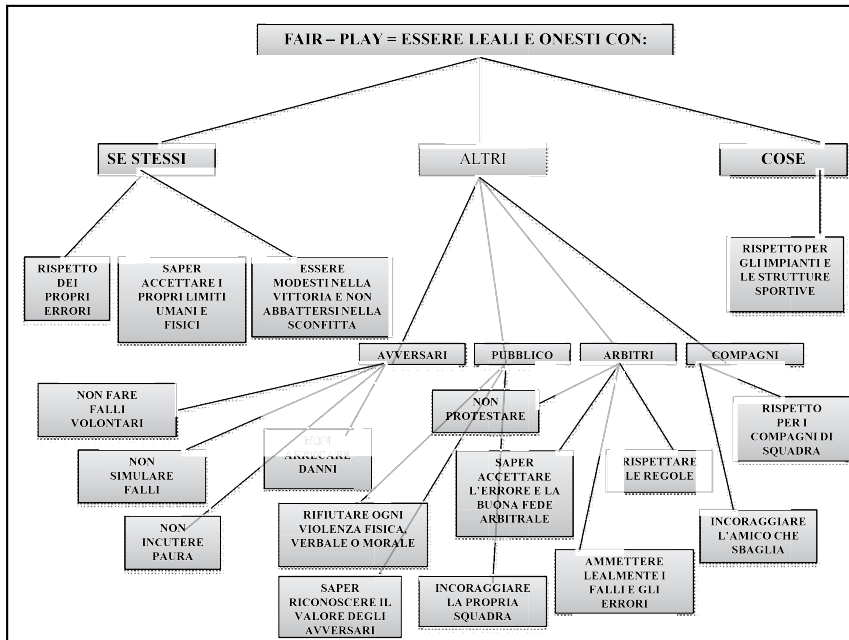 FAIR – PLAY = ESSERE LEALI E ONESTI CON:
SE STESSI
ALTRI
COSE
RISPETTO
DEI
PROPRI
ERRORI
SAPER
ACCETTARE I
PROPRI LIMITI
UMANI E
FISICI
ESSERE
MODESTI NELLA
VITTORIA E NON
ABBATTERSI NELLA
SCONFITTA
RISPETTO PER
GLI IMPIANTI E
LE STRUTTURE
SPORTIVE
AVVERSARI
PUBBLICO
ARBITRI
COMPAGNI
NON FARE
FALLI
VOLONTARI
NON
SIMULARE
FALLI
NON
INCUTERE
PAURA
NON
ARRECARE
DANNI
RIFIUTARE OGNI
VIOLENZA FISICA,
VERBALE O MORALE
SAPER
RICONOSCERE IL
VALORE DEGLI
AVVERSARI
NON
PROTESTARE
INCORAGGIARE
LA PROPRIA
SQUADRA
SAPER
ACCETTARE
L'ERRORE E LA
BUONA FEDE
ARBITRALE
AMMETTERE
LEALMENTE I
FALLI E GLI
ERRORI
RISPETTARE
LE REGOLE
RISPETTO
PER I
COMPAGNI DI
SQUADRA
INCORAGGIARE
L'AMICO CHE
SBAGLIA